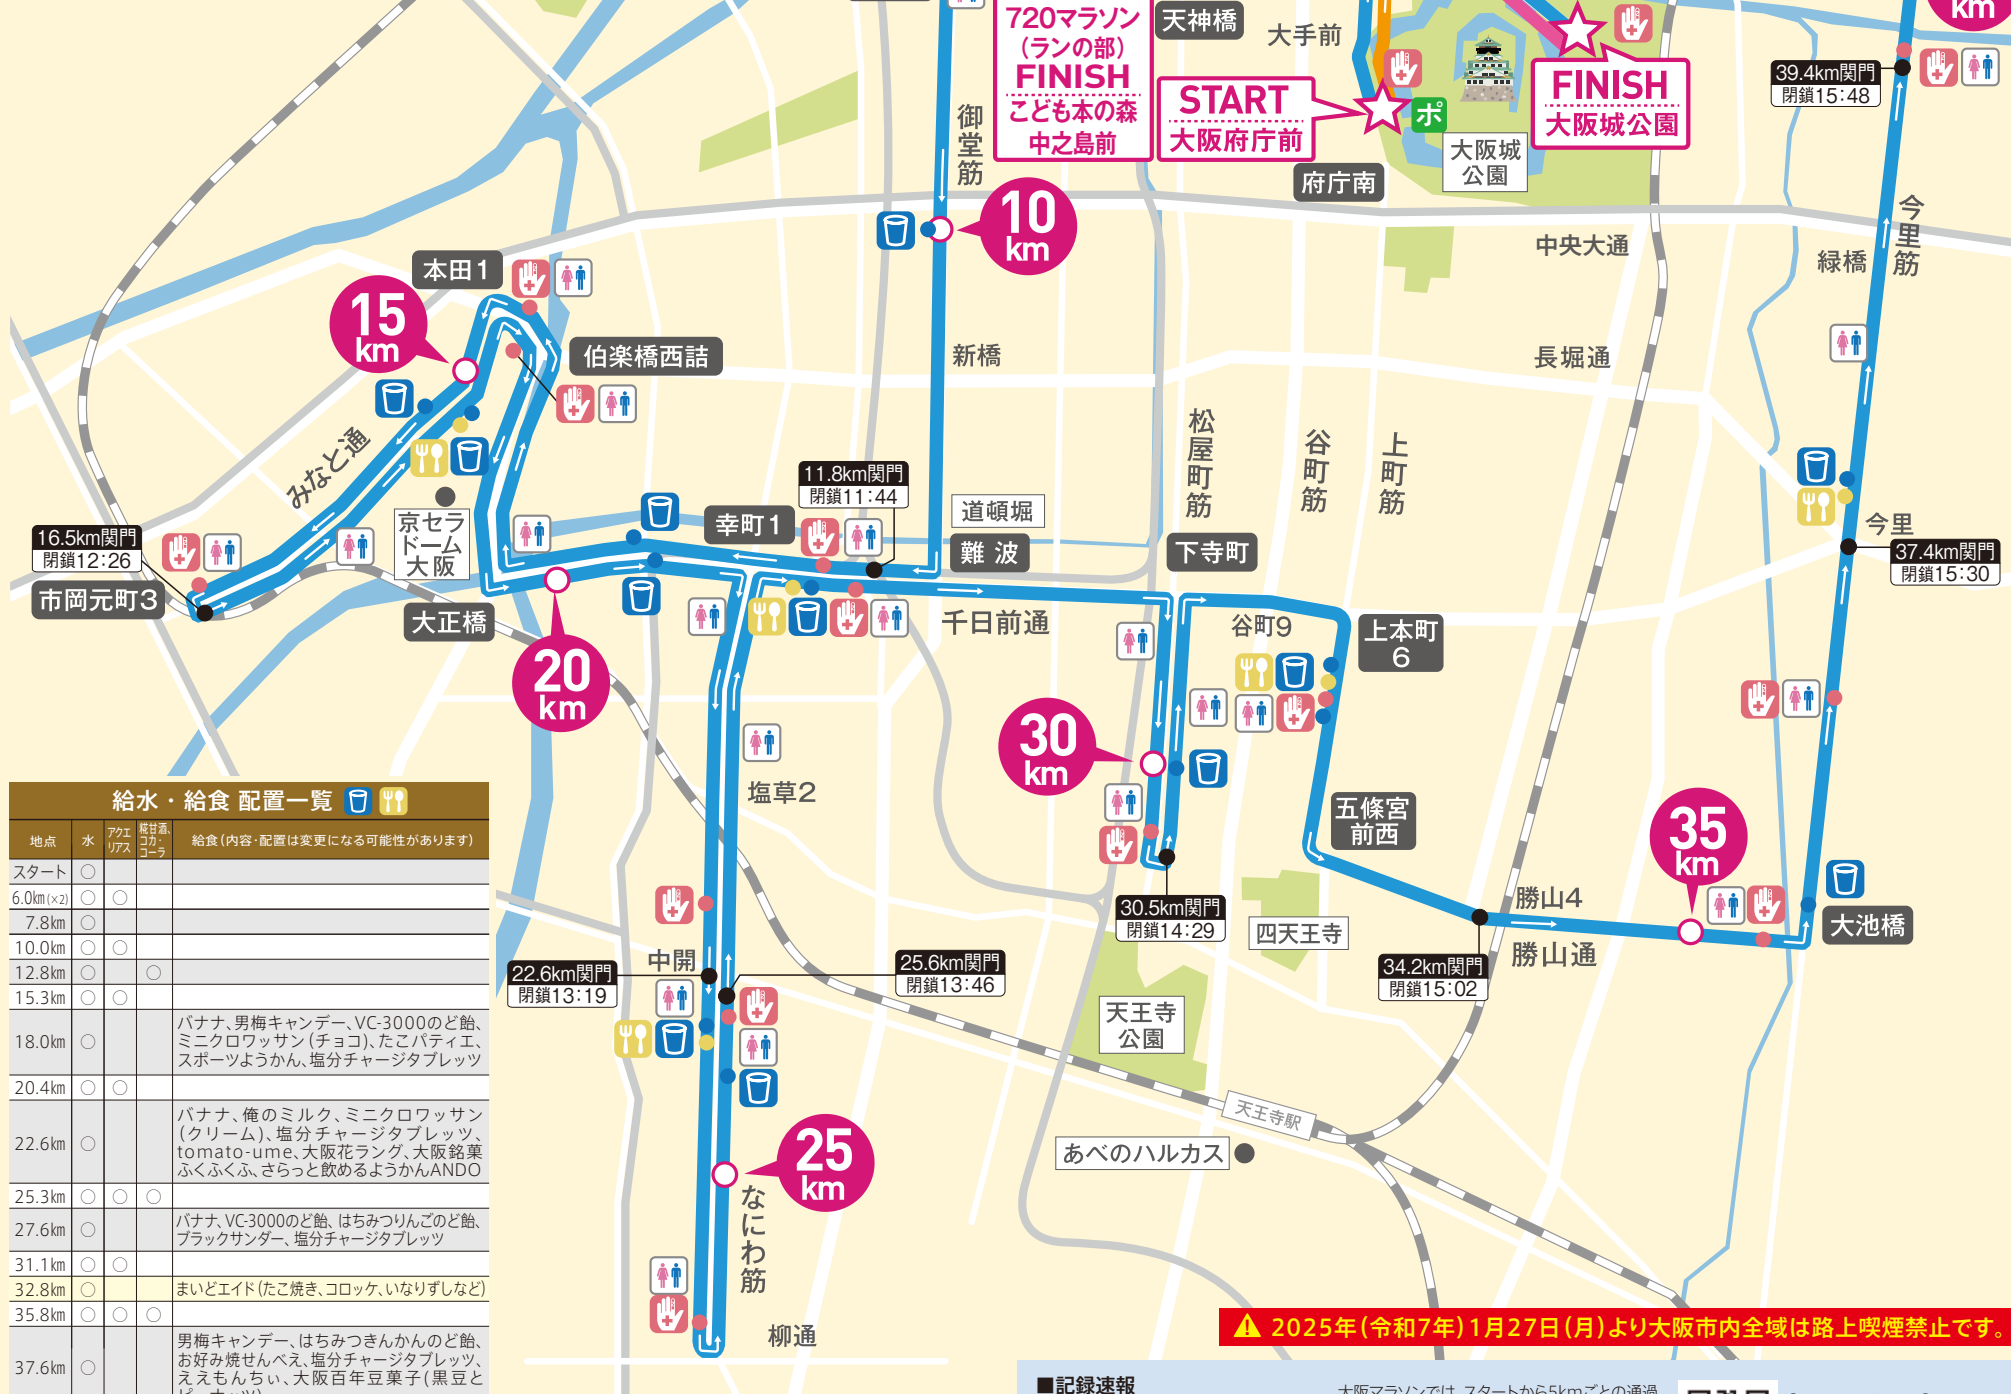 720マラソン
（ランの部）
FINISH
こども本の森
中之島前
天神橋
大手前
START
大阪府庁前
ポ
FINISH
大阪城公園
大阪城
公園
府庁南
km
39.4km関門
閉鎖15:48
御堂筋
10
km
中央大通
今里筋
緑橋
本田1
15
km
伯楽橋西詰
新橋
長堀通
みなと通
松屋町筋
谷町筋
上町筋
11.8km関門
閉鎖11:44
幸町1
道頓堀
難波
下寺町
京セラ
ドーム
大阪
16.5km関門
閉鎖12:26
市岡元町3
大正橋
今里
37.4km関門
閉鎖15:30
千日前通
谷町9
上本町
6
20
km
30
km
塩草2
五條宮
前西
35
km
30.5km関門
閉鎖14:29
四天王寺
勝山4
勝山通
大池橋
34.2km関門
閉鎖15:02
中開
22.6km関門
閉鎖13:19
25.6km関門
閉鎖13:46
天王寺
公園
天王寺駅
あべのハルカス
25
km
なにわ筋
柳通
給水・給食 配置一覧
地点 水 アクエリアス 糀甘酒、コカ・コーラ 給食(内容・配置は変更になる可能性があります)
スタート ○
6.0km(×2) ○ ○
7.8km ○
10.0km ○ ○
12.8km ○ ○
15.3km ○ ○
18.0km ○ バナナ、男梅キャンデー、VC-3000のど飴、
ミニクロワッサン(チョコ)、たこパティエ、
スポーツようかん、塩分チャージタブレッツ
20.4km ○ ○
22.6km ○ バナナ、俺のミルク、ミニクロワッサン
(クリーム)、塩分チャージタブレッツ、
tomato-ume、大阪花ラング、大阪銘菓
ふくふくふ、さらっと飲めるようかんANDO
25.3km ○ ○ ○
27.6km ○ バナナ、VC-3000のど飴、はちみつりんごのど飴、
ブラックサンダー、塩分チャージタブレッツ
31.1km ○ ○
32.8km ○ まいどエイド(たこ焼き、コロッケ、いなりずしなど)
35.8km ○ ○ ○
37.6km ○ 男梅キャンデー、はちみつきんかんのど飴、
お好み焼せんべえ、塩分チャージタブレッツ、
ええもんちぃ、大阪百年豆菓子(黒豆と
2025年(令和7年)1月27日(月)より大阪市内全域は路上喫煙禁止です。
■記録速報
大阪マラソンでは、スタートから5kmごとの通過